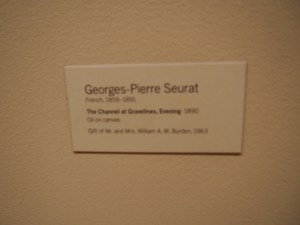 Georges-Pierre Seurat
French, 1859–1891
The Channel at Gravelines, Evening 1890
Oil on canvas
Gift of Mr. and Mrs. William A. M. Burden, 1963